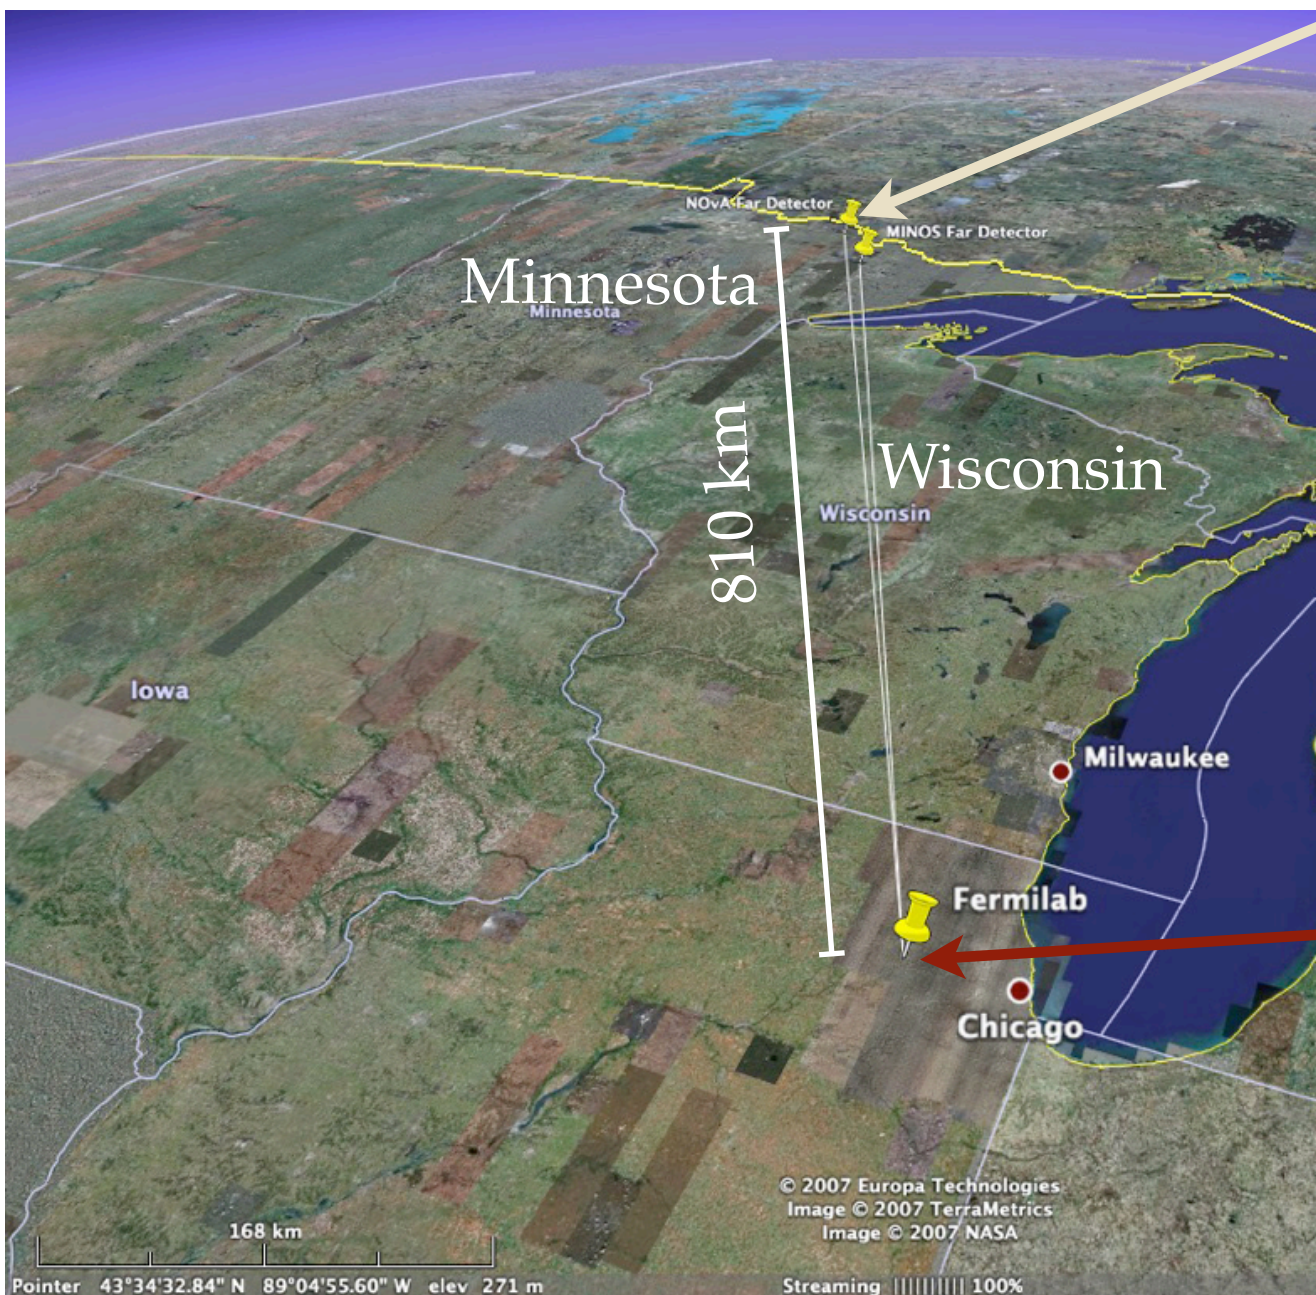 NOvA Far Detector
MINOS Far Detector
Minnesota
Minnesota
810 km
Wisconsin
Wisconsin
Iowa
Milwaukee
Fermilab
Chicago
© 2007 Europa Technologies
Image © 2007 TerraMetrics
Image © 2007 NASA
168 km
Pointer 43°34'32.84" N 89°04'55.60" W elev 271 m
Streaming |||||||||| 100%